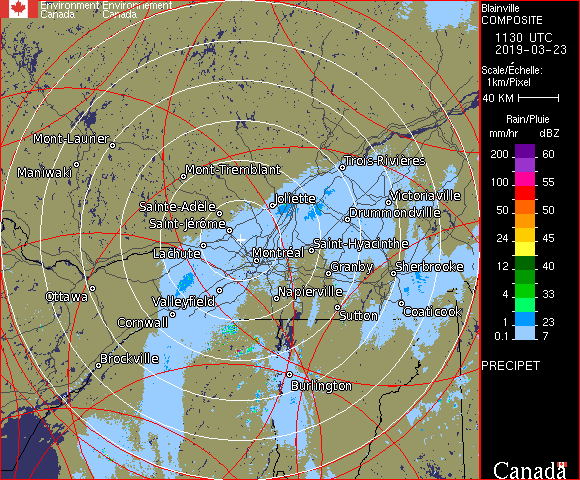 Environment Environnement
Canada Canada
Blainville
COMPOSITE
1130 UTC
2019-03-23
Scale/Échelle:
1km/Pixel
40 KM
Rain/Pluie
mm/hr dBZ
200 60
100 55
50 50
24 45
12 40
4 33
1 23
0.1 7
PRECIPET
Mont-Laurier
Maniwaki
Mont-Tremblant
Trois-Rivières
Sainte-Adèle
Joliette
Victoriaville
Drummondville
Saint-Jérôme
Lachute
Montréal
Saint-Hyacinthe
Granby
Sherbrooke
Ottawa
Valleyfield
Napierville
Cornwall
Sutton
Coaticook
Brockville
Burlington
Canada